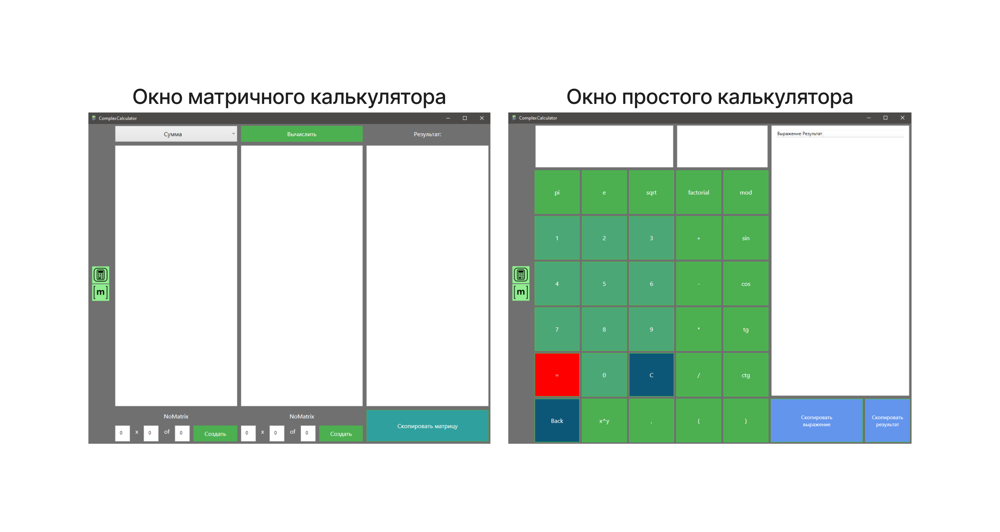 Окно матричного калькулятора
ComplexCalculator
Сумма
Вычислить
Результат:
[m]
NoMatrix
0 x 0 of 0 Создать
NoMatrix
0 x 0 of 0 Создать
Скопировать матрицу
Окно простого калькулятора
ComplexCalculator
Выражение Результат
pi e sqrt factorial mod
1 2 3 + sin
4 5 6 - cos
[m]
7 8 9 * tg
= 0 C / ctg
Back x^y , ( )
Скопировать
выражение
Скопировать
результат